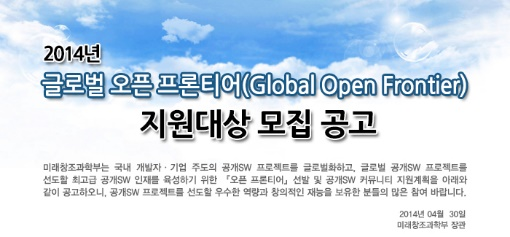 2014년
글로벌 오픈 프론티어(Global Open Frontier)
지원대상 모집 공고
미래창조과학부는 국내 개발자 · 기업 주도의 공개SW 프로젝트를 글로벌화하고, 글로벌 공개SW 프로젝트를
선도할 최고급 공개SW 인재를 육성하기 위한 「오픈 프론티어」 선발 및 공개SW 커뮤니티 지원계획을 아래와
같이 공고하오니, 공개SW 프로젝트를 선도할 우수한 역량과 창의적인 재능을 보유한 분들의 많은 참여 바랍니다.
2014년 04월 30일
미래창조과학부 장관